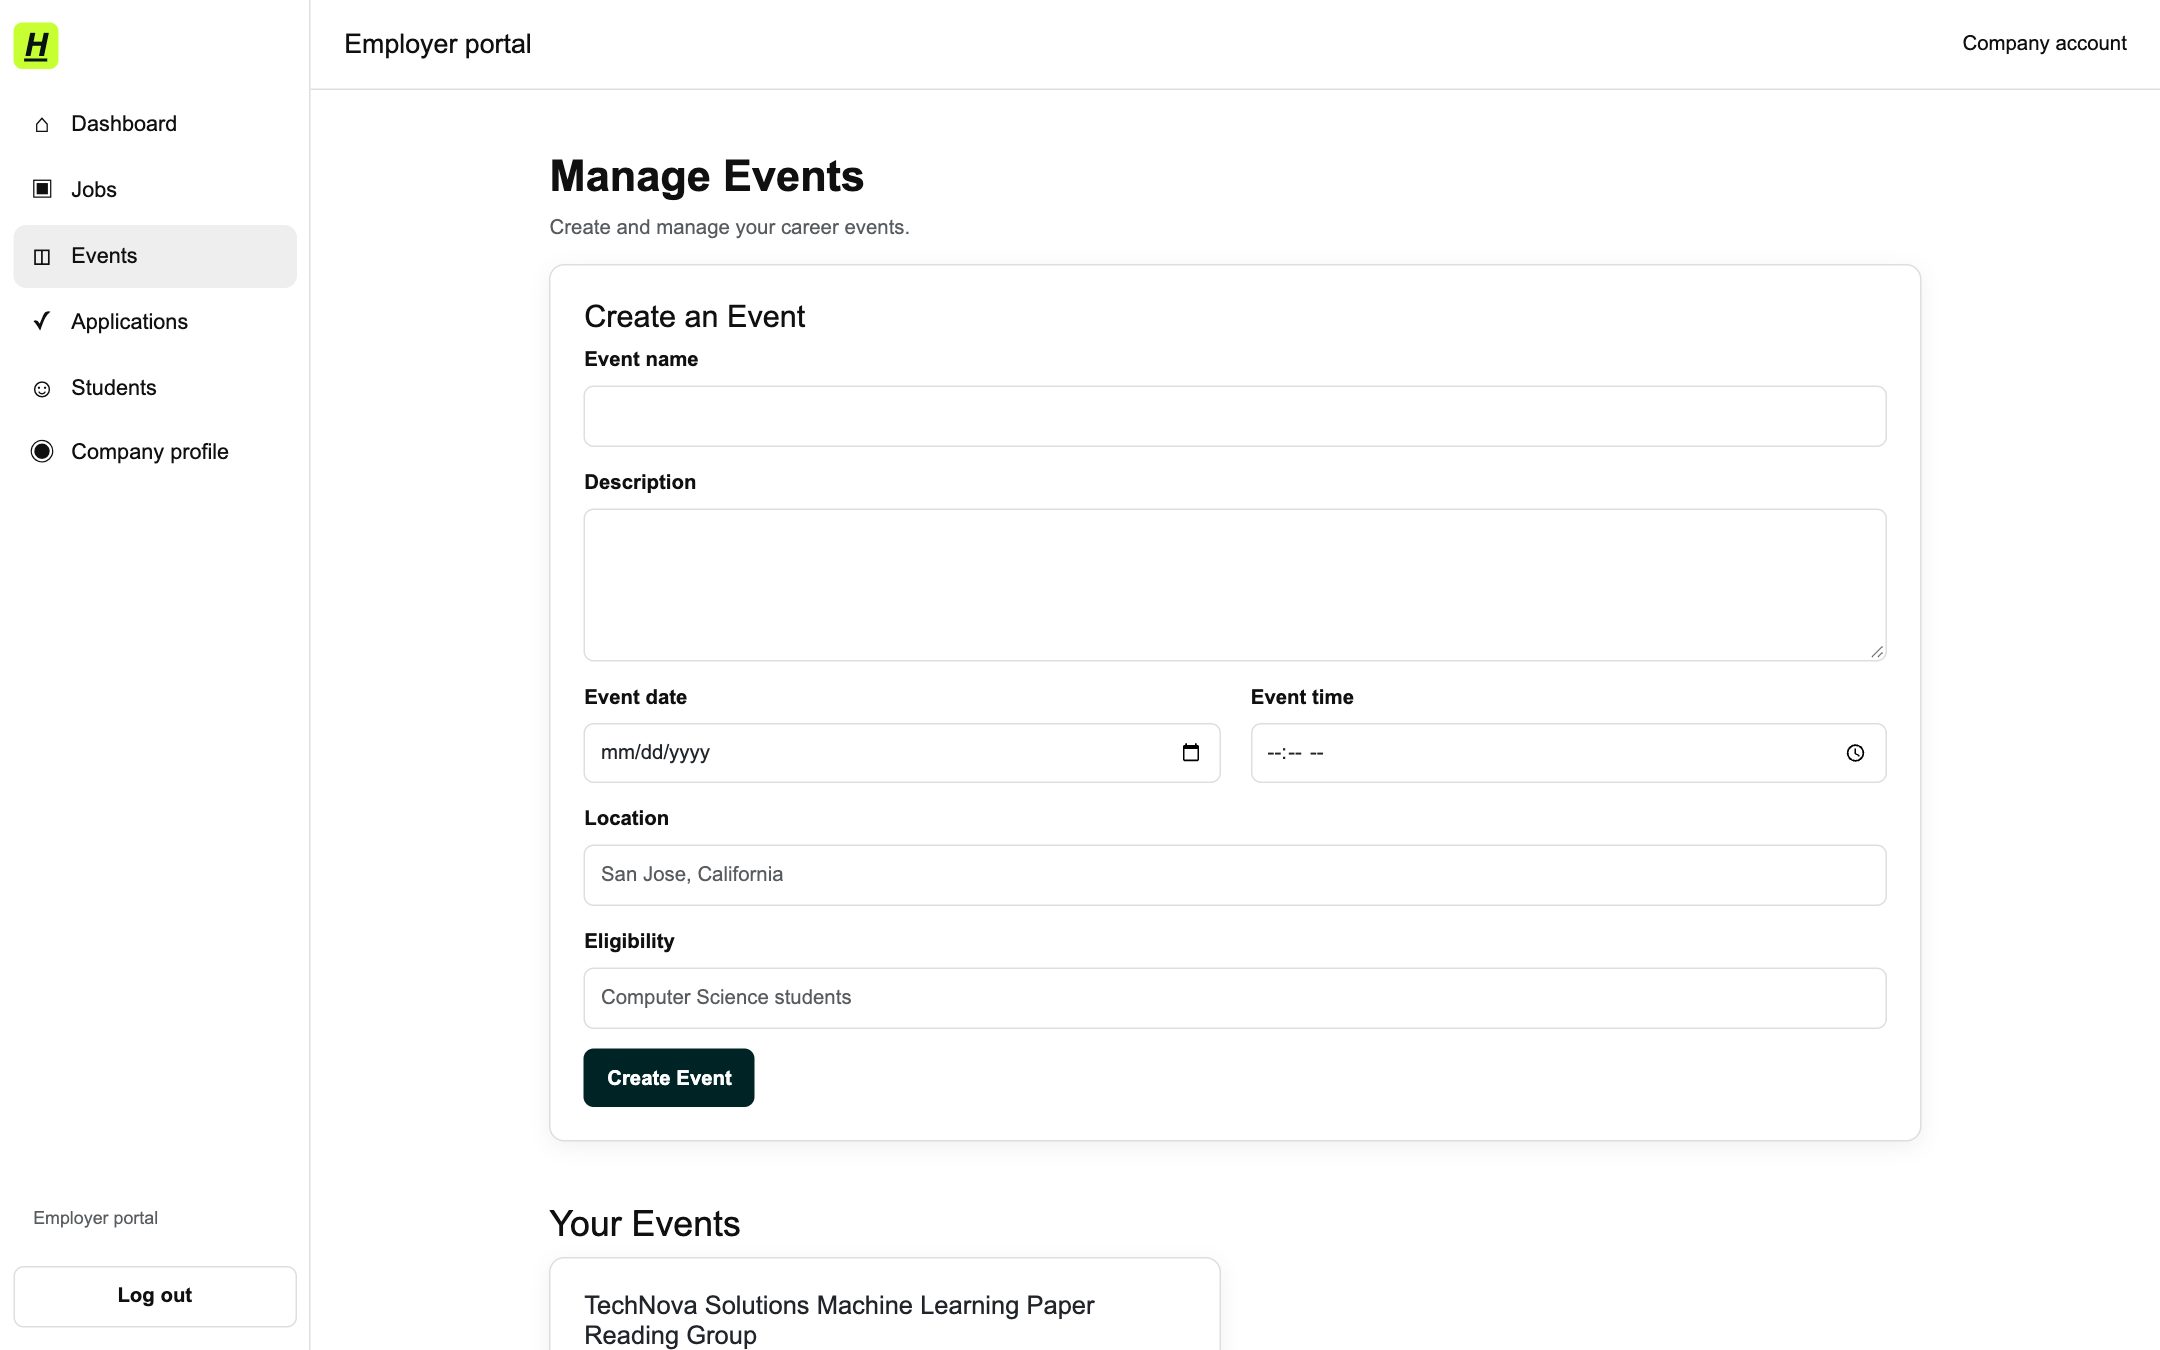 H
Employer portal
Company account
Dashboard
Jobs
Events
Applications
Students
Company profile
Employer portal
Log out
Manage Events
Create and manage your career events.
Create an Event
Event name
Description
Event date
Event time
mm/dd/yyyy
--:-- --
Location
San Jose, California
Eligibility
Computer Science students
Create Event
Your Events
TechNova Solutions Machine Learning Paper
Reading Group